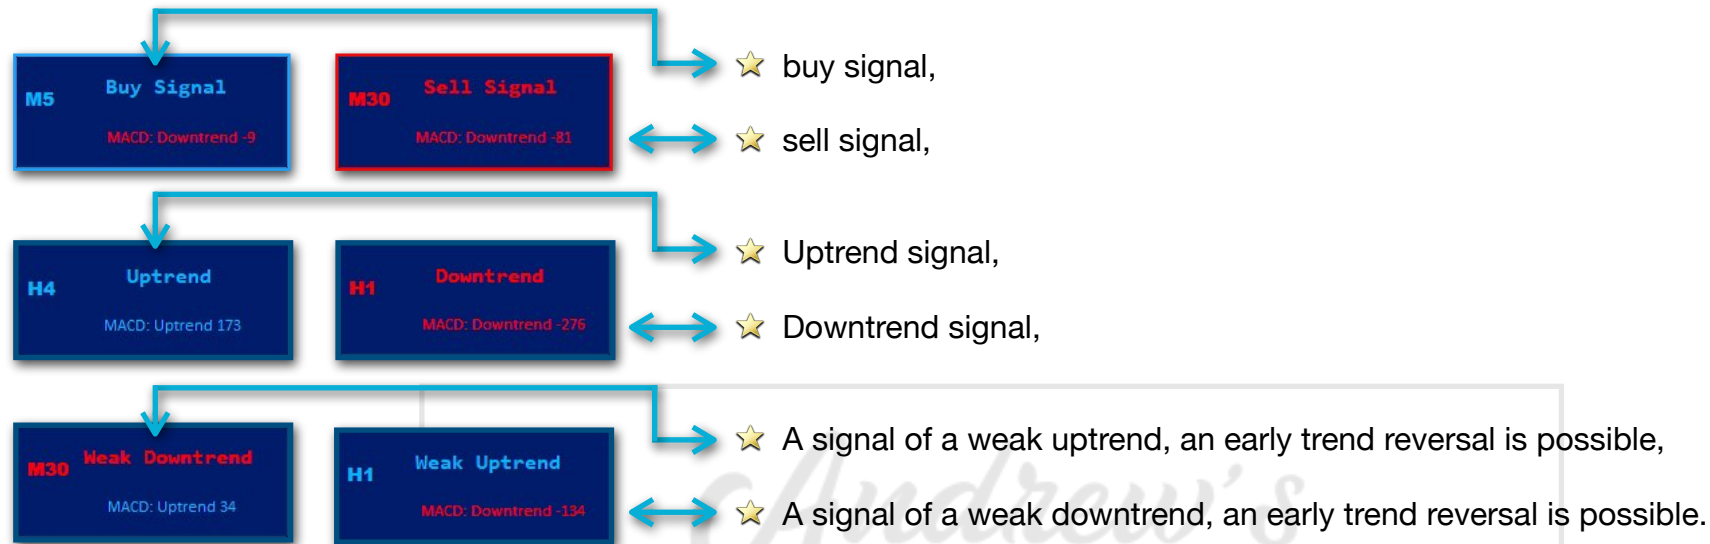 buy signal,
M5
Buy Signal
MACD: Downtrend -9
M30
Sell Signal
MACD: Downtrend -81
sell signal,
Uptrend signal,
H4
Uptrend
MACD: Uptrend 173
H1
Downtrend
MACD: Downtrend -276
Downtrend signal,
A signal of a weak uptrend, an early trend reversal is possible,
M30
Weak Downtrend
MACD: Uptrend 34
H1
Weak Uptrend
MACD: Downtrend -134
A signal of a weak downtrend, an early trend reversal is possible.
Andrew's